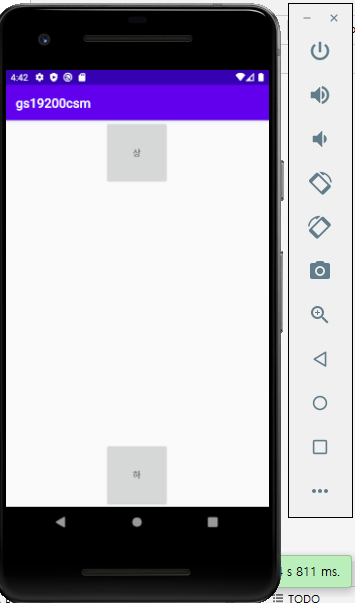 4:42
gs19200csm
상
하
s 811 ms.
TODO